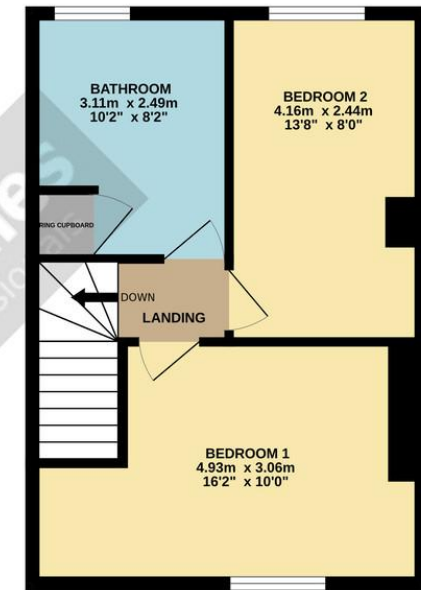 BATHROOM
3.11m x 2.49m
10'2" x 8'2"
BEDROOM 2
4.16m x 2.44m
13'8" x 8'0"
RING CUPBOARD
DOWN
LANDING
BEDROOM 1
4.93m x 3.06m
16'2" x 10'0"